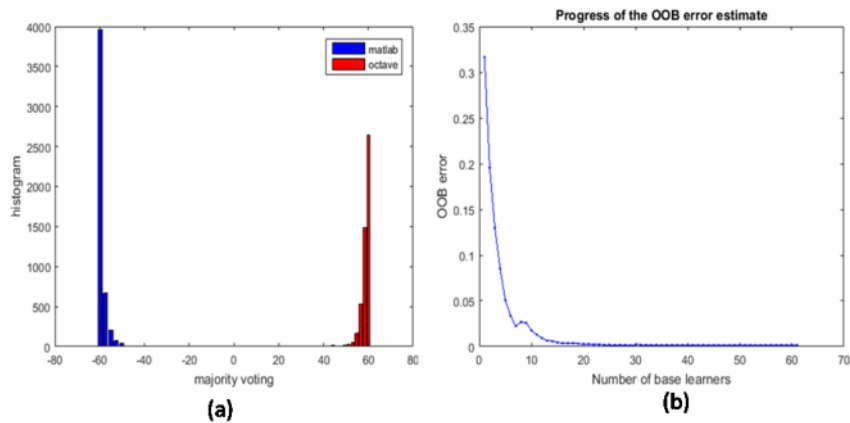 4000
3500
3000
2500
2000
1500
1000
500
0
histogram
matlab
octave
-80 -60 -40 -20 0 20 40 60 80
majority voting
(a)
Progress of the OOB error estimate
0.35
0.3
0.25
0.2
0.15
0.1
0.05
0
OOB error
0 10 20 30 40 50 60 70
Number of base learners
(b)